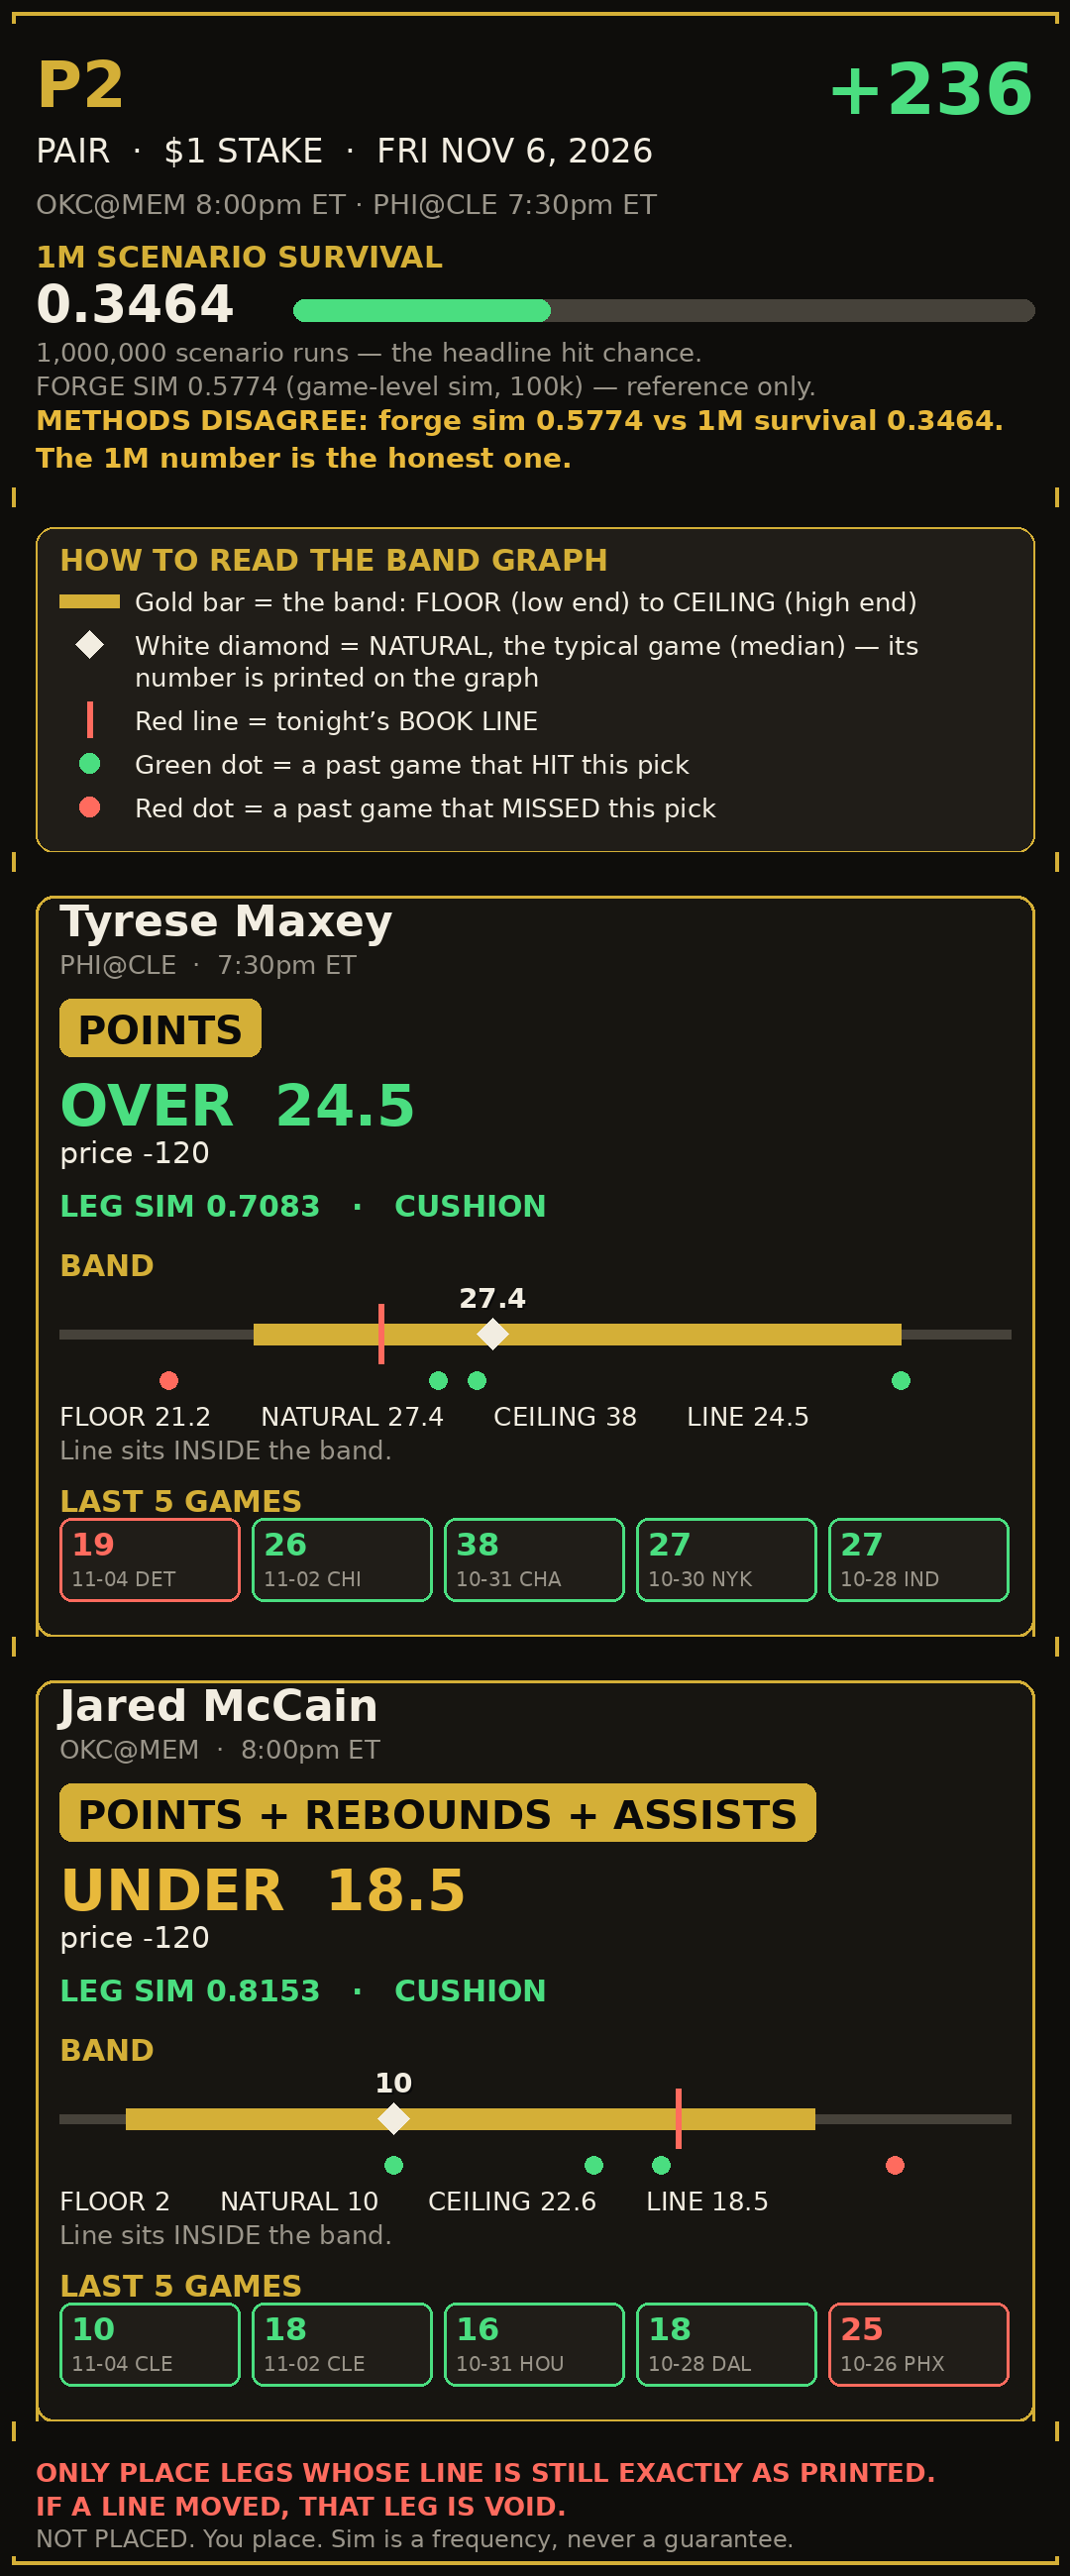 P2
+236
PAIR · $1 STAKE · FRI NOV 6, 2026
OKC@MEM 8:00pm ET · PHI@CLE 7:30pm ET
1M SCENARIO SURVIVAL
0.3464
1,000,000 scenario runs — the headline hit chance.
FORGE SIM 0.5774 (game-level sim, 100k) — reference only.
METHODS DISAGREE: forge sim 0.5774 vs 1M survival 0.3464.
The 1M number is the honest one.
HOW TO READ THE BAND GRAPH
Gold bar = the band: FLOOR (low end) to CEILING (high end)
White diamond = NATURAL, the typical game (median) — its
number is printed on the graph
Red line = tonight’s BOOK LINE
Green dot = a past game that HIT this pick
Red dot = a past game that MISSED this pick
Tyrese Maxey
PHI@CLE · 7:30pm ET
POINTS
OVER 24.5
price -120
LEG SIM 0.7083 · CUSHION
BAND
27.4
FLOOR 21.2 NATURAL 27.4 CEILING 38 LINE 24.5
Line sits INSIDE the band.
LAST 5 GAMES
19 26 38 27 27
11-04 DET 11-02 CHI 10-31 CHA 10-30 NYK 10-28 IND
Jared McCain
OKC@MEM · 8:00pm ET
POINTS + REBOUNDS + ASSISTS
UNDER 18.5
price -120
LEG SIM 0.8153 · CUSHION
BAND
10
FLOOR 2 NATURAL 10 CEILING 22.6 LINE 18.5
Line sits INSIDE the band.
LAST 5 GAMES
10 18 16 18 25
11-04 CLE 11-02 CLE 10-31 HOU 10-28 DAL 10-26 PHX
ONLY PLACE LEGS WHOSE LINE IS STILL EXACTLY AS PRINTED.
IF A LINE MOVED, THAT LEG IS VOID.
NOT PLACED. You place. Sim is a frequency, never a guarantee.